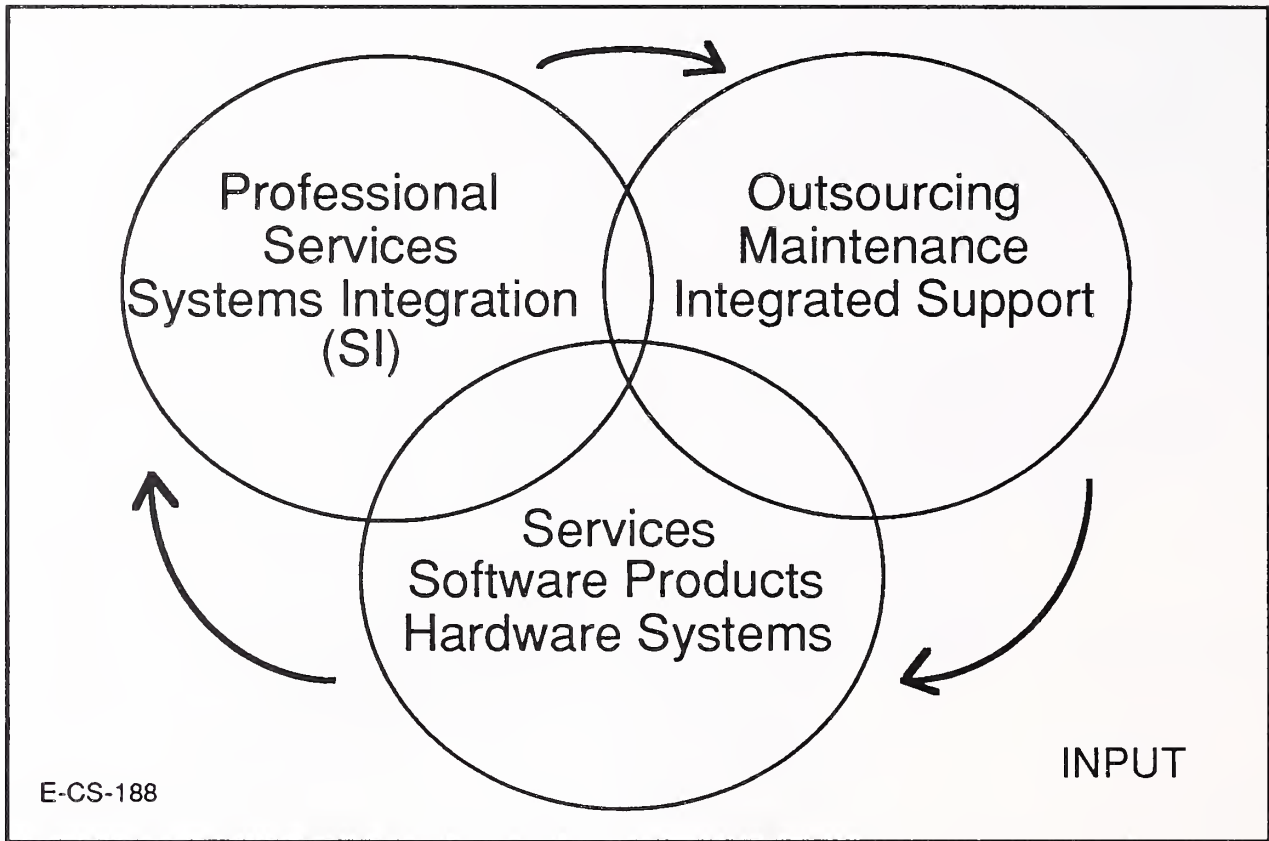 Professional
Services
Systems Integration
(SI)
Outsourcing
Maintenance
Integrated Support
Services
Software Products
Hardware Systems
E-CS-188
INPUT